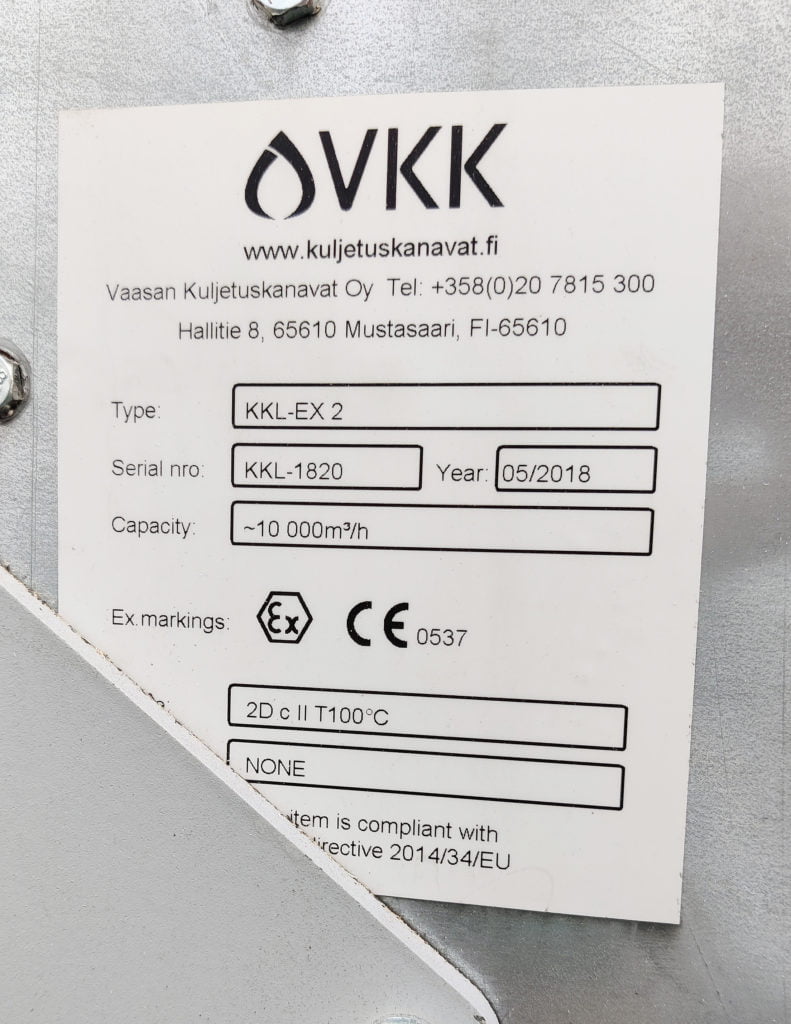 VKK
www.kuljetuskanavat.fi
Vaasan Kuljetuskanavat Oy Tel: +358(0)20 7815 300
Hallitie 8, 65610 Mustasaari, FI-65610
Type: KKL-EX 2
Serial nro: KKL-1820 Year: 05/2018
Capacity: ~10 000m³/h
Ex.markings: Ex CE 0537
2D c II T100°C
NONE
item is compliant with
directive 2014/34/EU